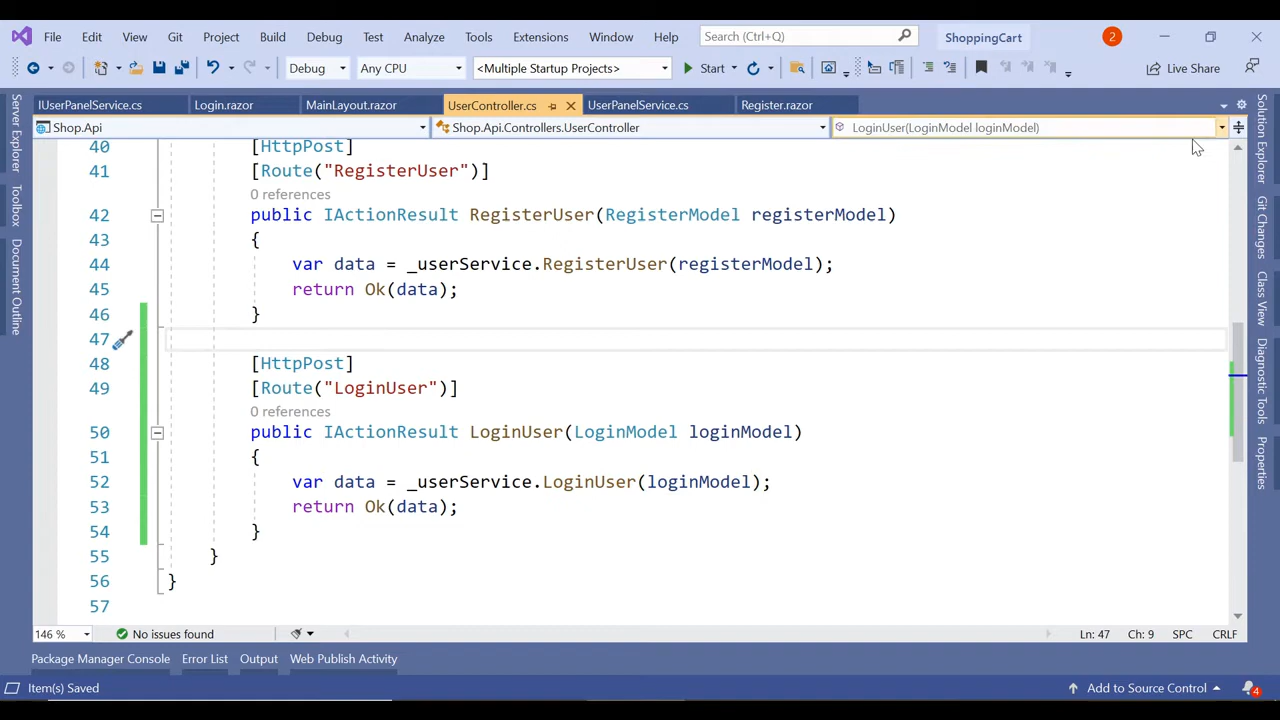 File Edit View Git Project Build Debug Test Analyze Tools Extensions Window Help Search (Ctrl+Q) ShoppingCart 2
Debug Any CPU <Multiple Startup Projects> Start Live Share
IUserPanelService.cs Login.razor MainLayout.razor UserController.cs UserPanelService.cs Register.razor
Shop.Api Shop.Api.Controllers.UserController LoginUser(LoginModel loginModel)
Server Explorer
Toolbox
Document Outline
40 [HttpPost]
41 [Route("RegisterUser")]
0 references
42 public IActionResult RegisterUser(RegisterModel registerModel)
43 {
44 var data = _userService.RegisterUser(registerModel);
45 return Ok(data);
46 }
47
48 [HttpPost]
49 [Route("LoginUser")]
0 references
50 public IActionResult LoginUser(LoginModel loginModel)
51 {
52 var data = _userService.LoginUser(loginModel);
53 return Ok(data);
54 }
55 }
56 }
57
Solution Explorer
Git Changes
Class View
Diagnostic Tools
Properties
146 % No issues found Ln: 47 Ch: 9 SPC CRLF
Package Manager Console Error List Output Web Publish Activity
Item(s) Saved Add to Source Control 4